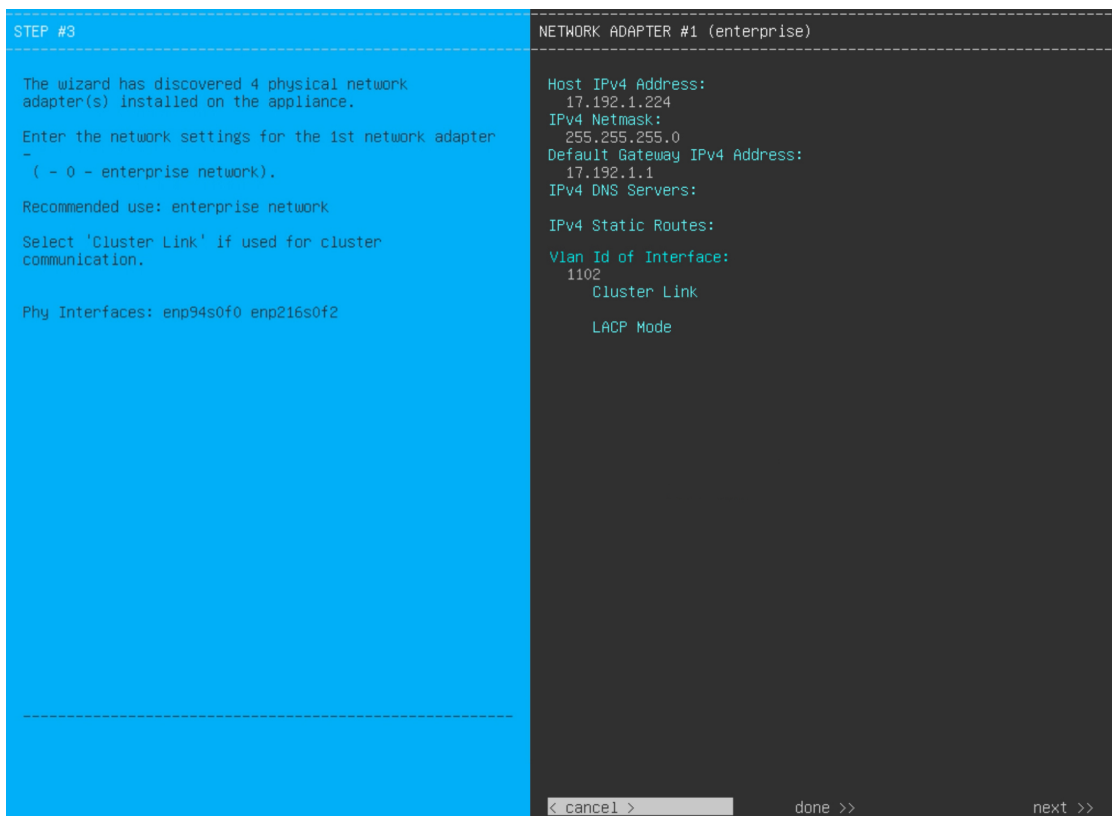 STEP #3
The wizard has discovered 4 physical network
adapter(s) installed on the appliance.
Enter the network settings for the 1st network adapter
-
( - 0 - enterprise network).
Recommended use: enterprise network
Select 'Cluster Link' if used for cluster
communication.
Phy Interfaces: enp94s0f0 enp216s0f2
NETWORK ADAPTER #1 (enterprise)
Host IPv4 Address:
17.192.1.224
IPv4 Netmask:
255.255.255.0
Default Gateway IPv4 Address:
17.192.1.1
IPv4 DNS Servers:
IPv4 Static Routes:
Vlan Id of Interface:
1102
Cluster Link
LACP Mode
< cancel > done >> next >>